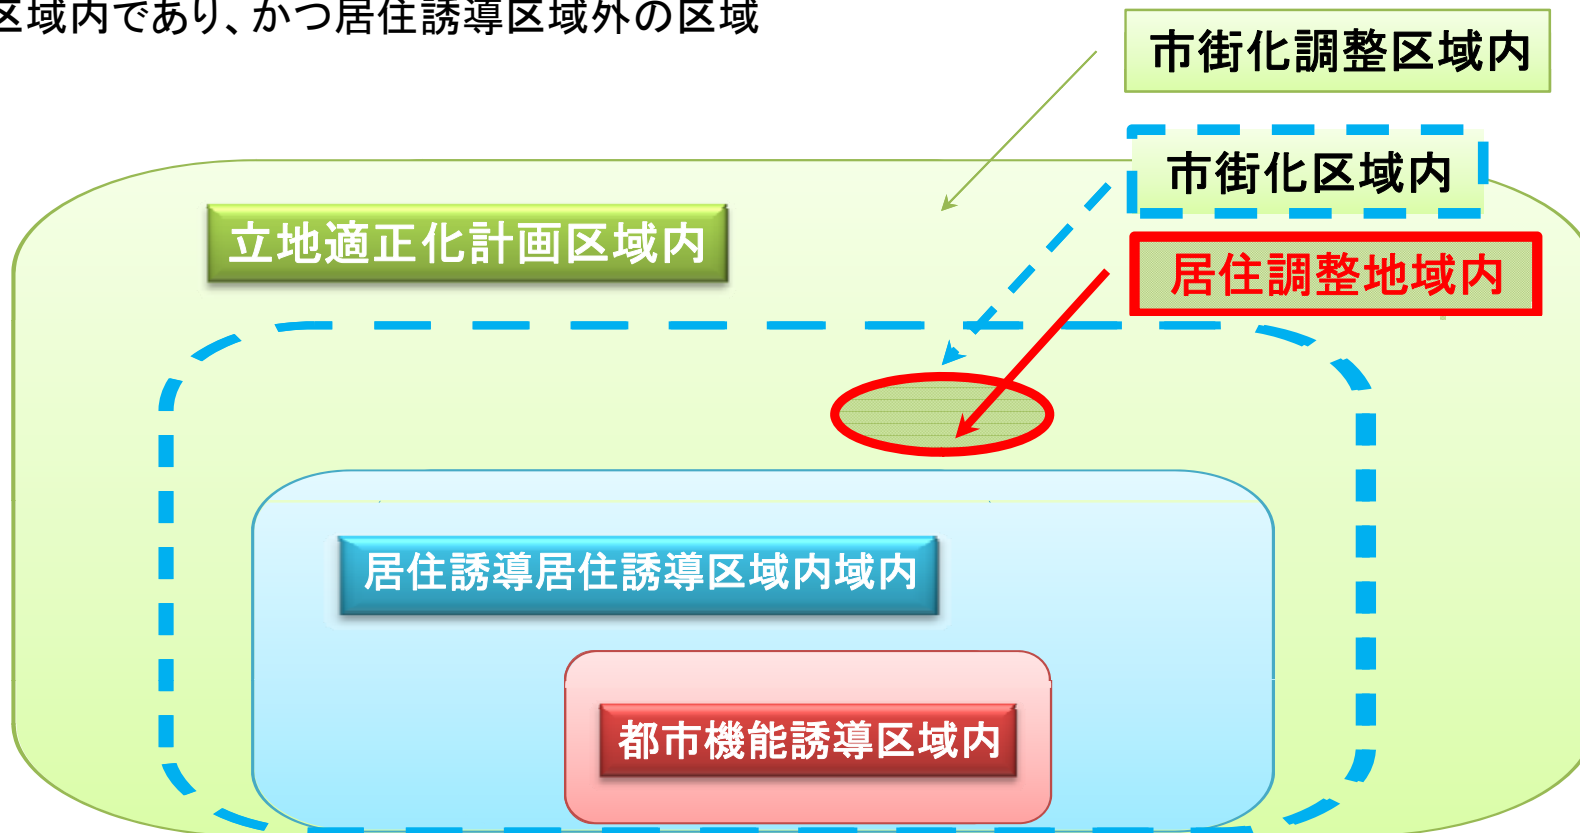 区域内であり、かつ居住誘導区域外の区域
市街化調整区域内
市街化区域内
立地適正化計画区域内
居住調整地域内
居住誘導居住誘導区域内域内
都市機能誘導区域内